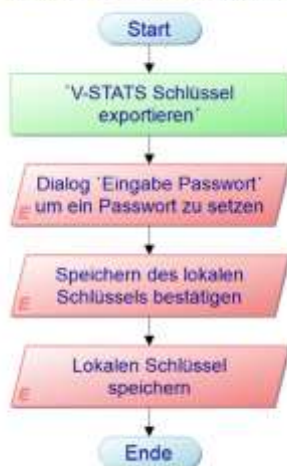 Start
´V-STATS Schlüssel
exportieren´
Dialog ´Eingabe Passwort´
um ein Passwort zu setzen
E
Speichern des lokalen
Schlüssels bestätigen
E
Lokalen Schlüssel
speichern
E
Ende